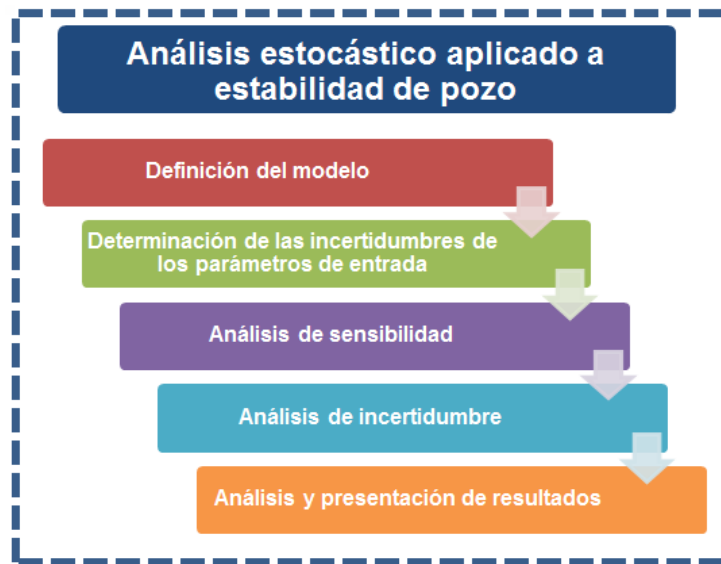 Análisis estocástico aplicado a
estabilidad de pozo
Definición del modelo
Determinación de las incertidumbres de
los parámetros de entrada
Análisis de sensibilidad
Análisis de incertidumbre
Análisis y presentación de resultados